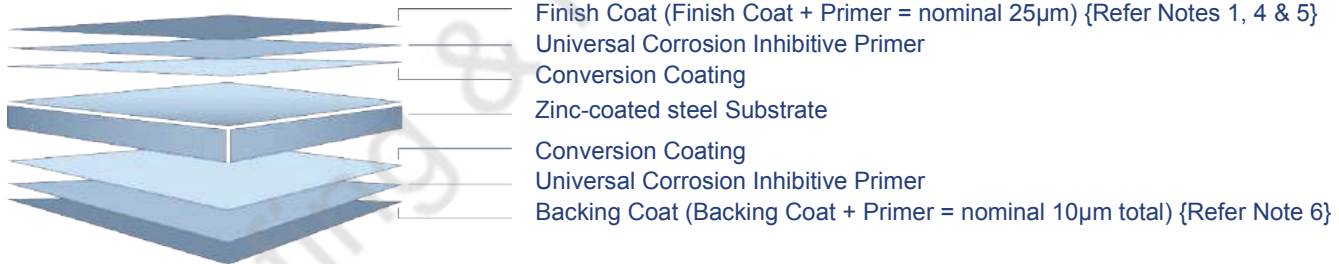 Finish Coat (Finish Coat + Primer = nominal 25µm) {Refer Notes 1, 4 & 5}
Universal Corrosion Inhibitive Primer
Conversion Coating
Zinc-coated steel Substrate
Conversion Coating
Universal Corrosion Inhibitive Primer
Backing Coat (Backing Coat + Primer = nominal 10µm total) {Refer Note 6}